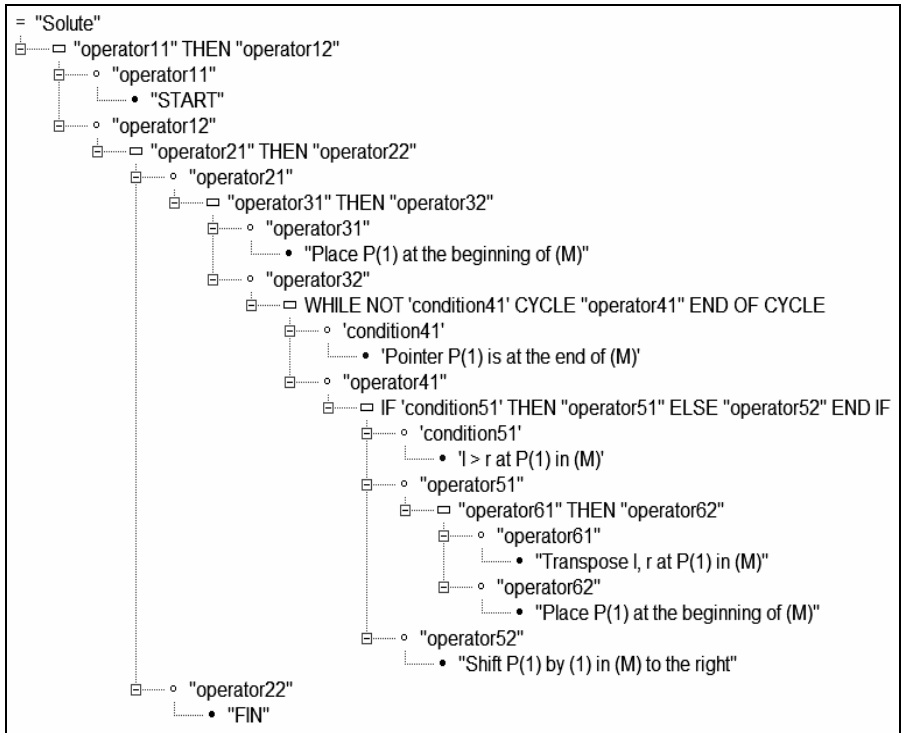 = "Solute"
"operator11" THEN "operator12"
"operator11"
"START"
"operator12"
"operator21" THEN "operator22"
"operator21"
"operator31" THEN "operator32"
"operator31"
"Place P(1) at the beginning of (M)"
"operator32"
WHILE NOT 'condition41' CYCLE "operator41" END OF CYCLE
'condition41'
'Pointer P(1) is at the end of (M)'
"operator41"
IF 'condition51' THEN "operator51" ELSE "operator52" END IF
'condition51'
'l > r at P(1) in (M)'
"operator51"
"operator61" THEN "operator62"
"operator61"
"Transpose l, r at P(1) in (M)"
"operator62"
"Place P(1) at the beginning of (M)"
"operator52"
"Shift P(1) by (1) in (M) to the right"
"operator22"
"FIN"